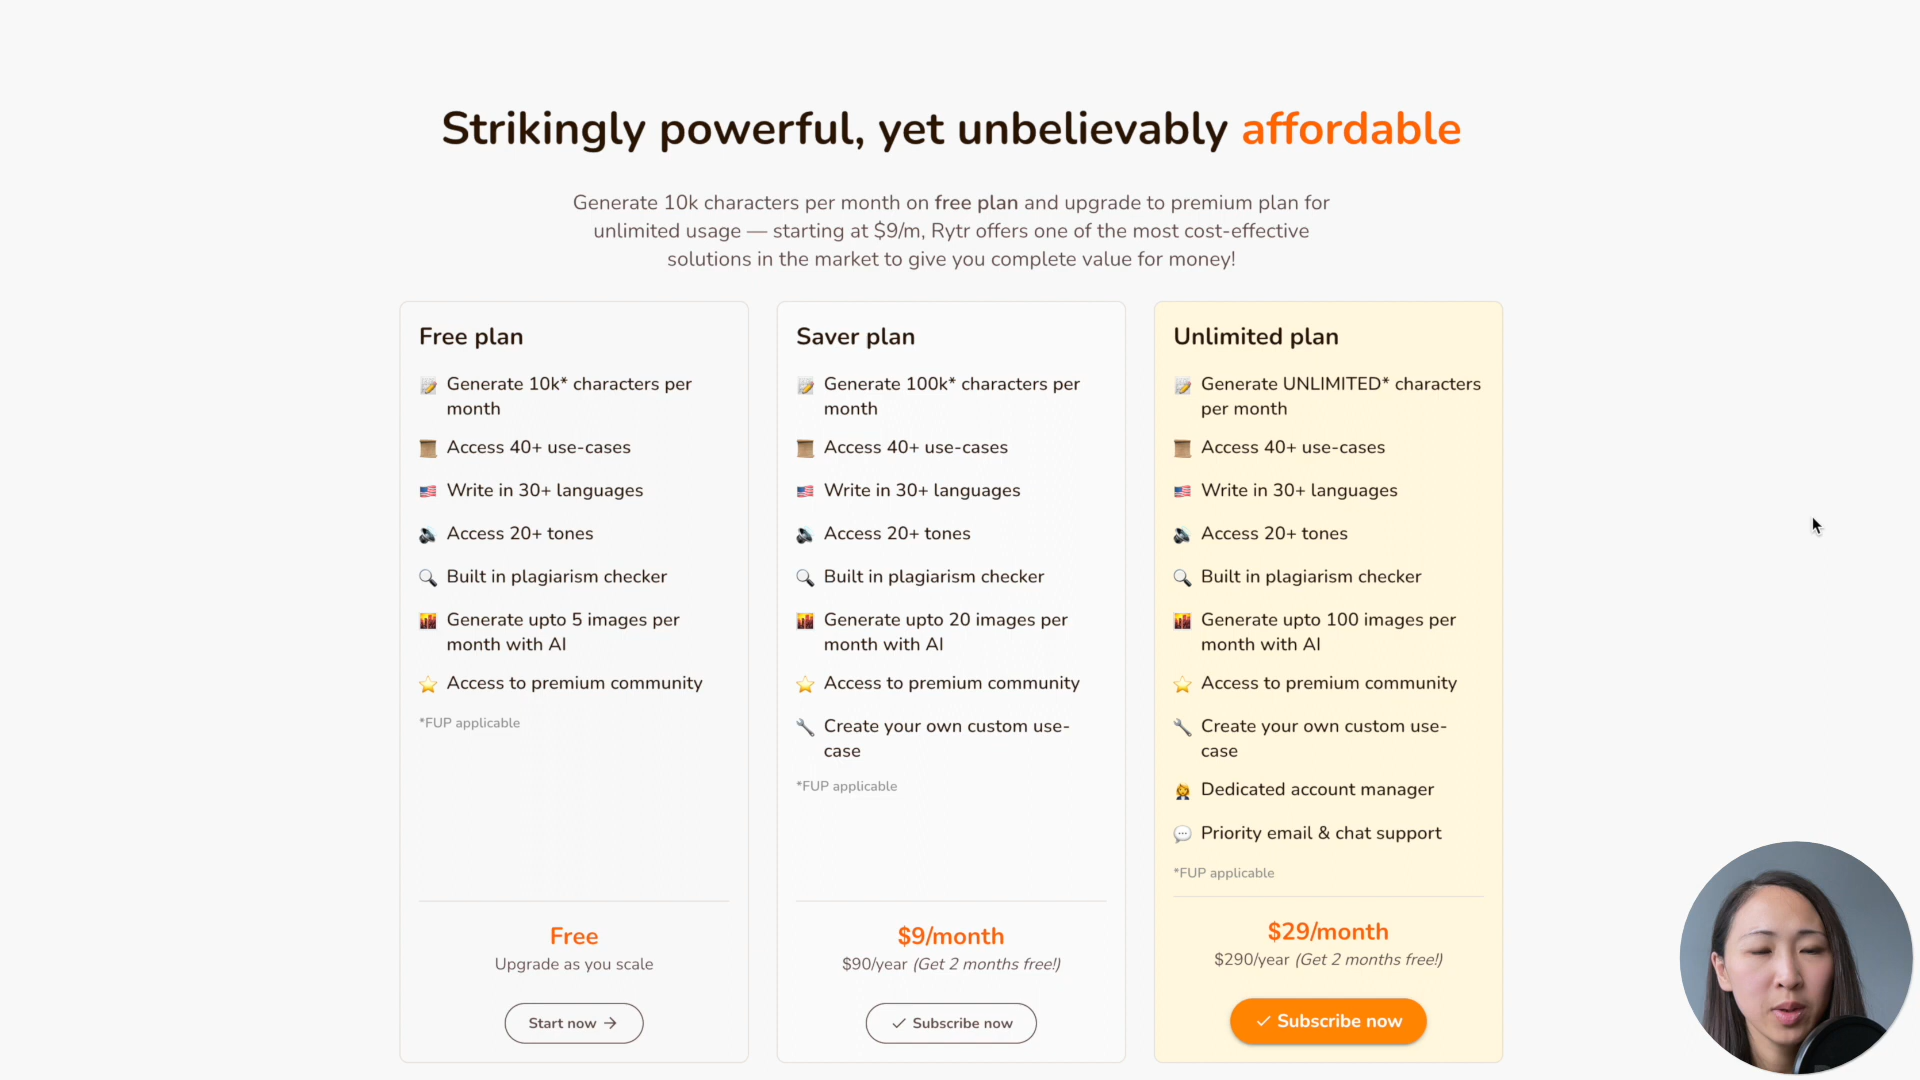 Strikingly powerful, yet unbelievably affordable
Generate 10k characters per month on free plan and upgrade to premium plan for
unlimited usage — starting at $9/m, Rytr offers one of the most cost-effective
solutions in the market to give you complete value for money!
Free plan
Generate 10k* characters per
month
Access 40+ use-cases
Write in 30+ languages
Access 20+ tones
Built in plagiarism checker
Generate upto 5 images per
month with AI
Access to premium community
*FUP applicable
Free
Upgrade as you scale
Start now →
Saver plan
Generate 100k* characters per
month
Access 40+ use-cases
Write in 30+ languages
Access 20+ tones
Built in plagiarism checker
Generate upto 20 images per
month with AI
Access to premium community
Create your own custom use-
case
*FUP applicable
$9/month
$90/year (Get 2 months free!)
✓ Subscribe now
Unlimited plan
Generate UNLIMITED* characters
per month
Access 40+ use-cases
Write in 30+ languages
Access 20+ tones
Built in plagiarism checker
Generate upto 100 images per
month with AI
Access to premium community
Create your own custom use-
case
Dedicated account manager
Priority email & chat support
*FUP applicable
$29/month
$290/year (Get 2 months free!)
✓ Subscribe now